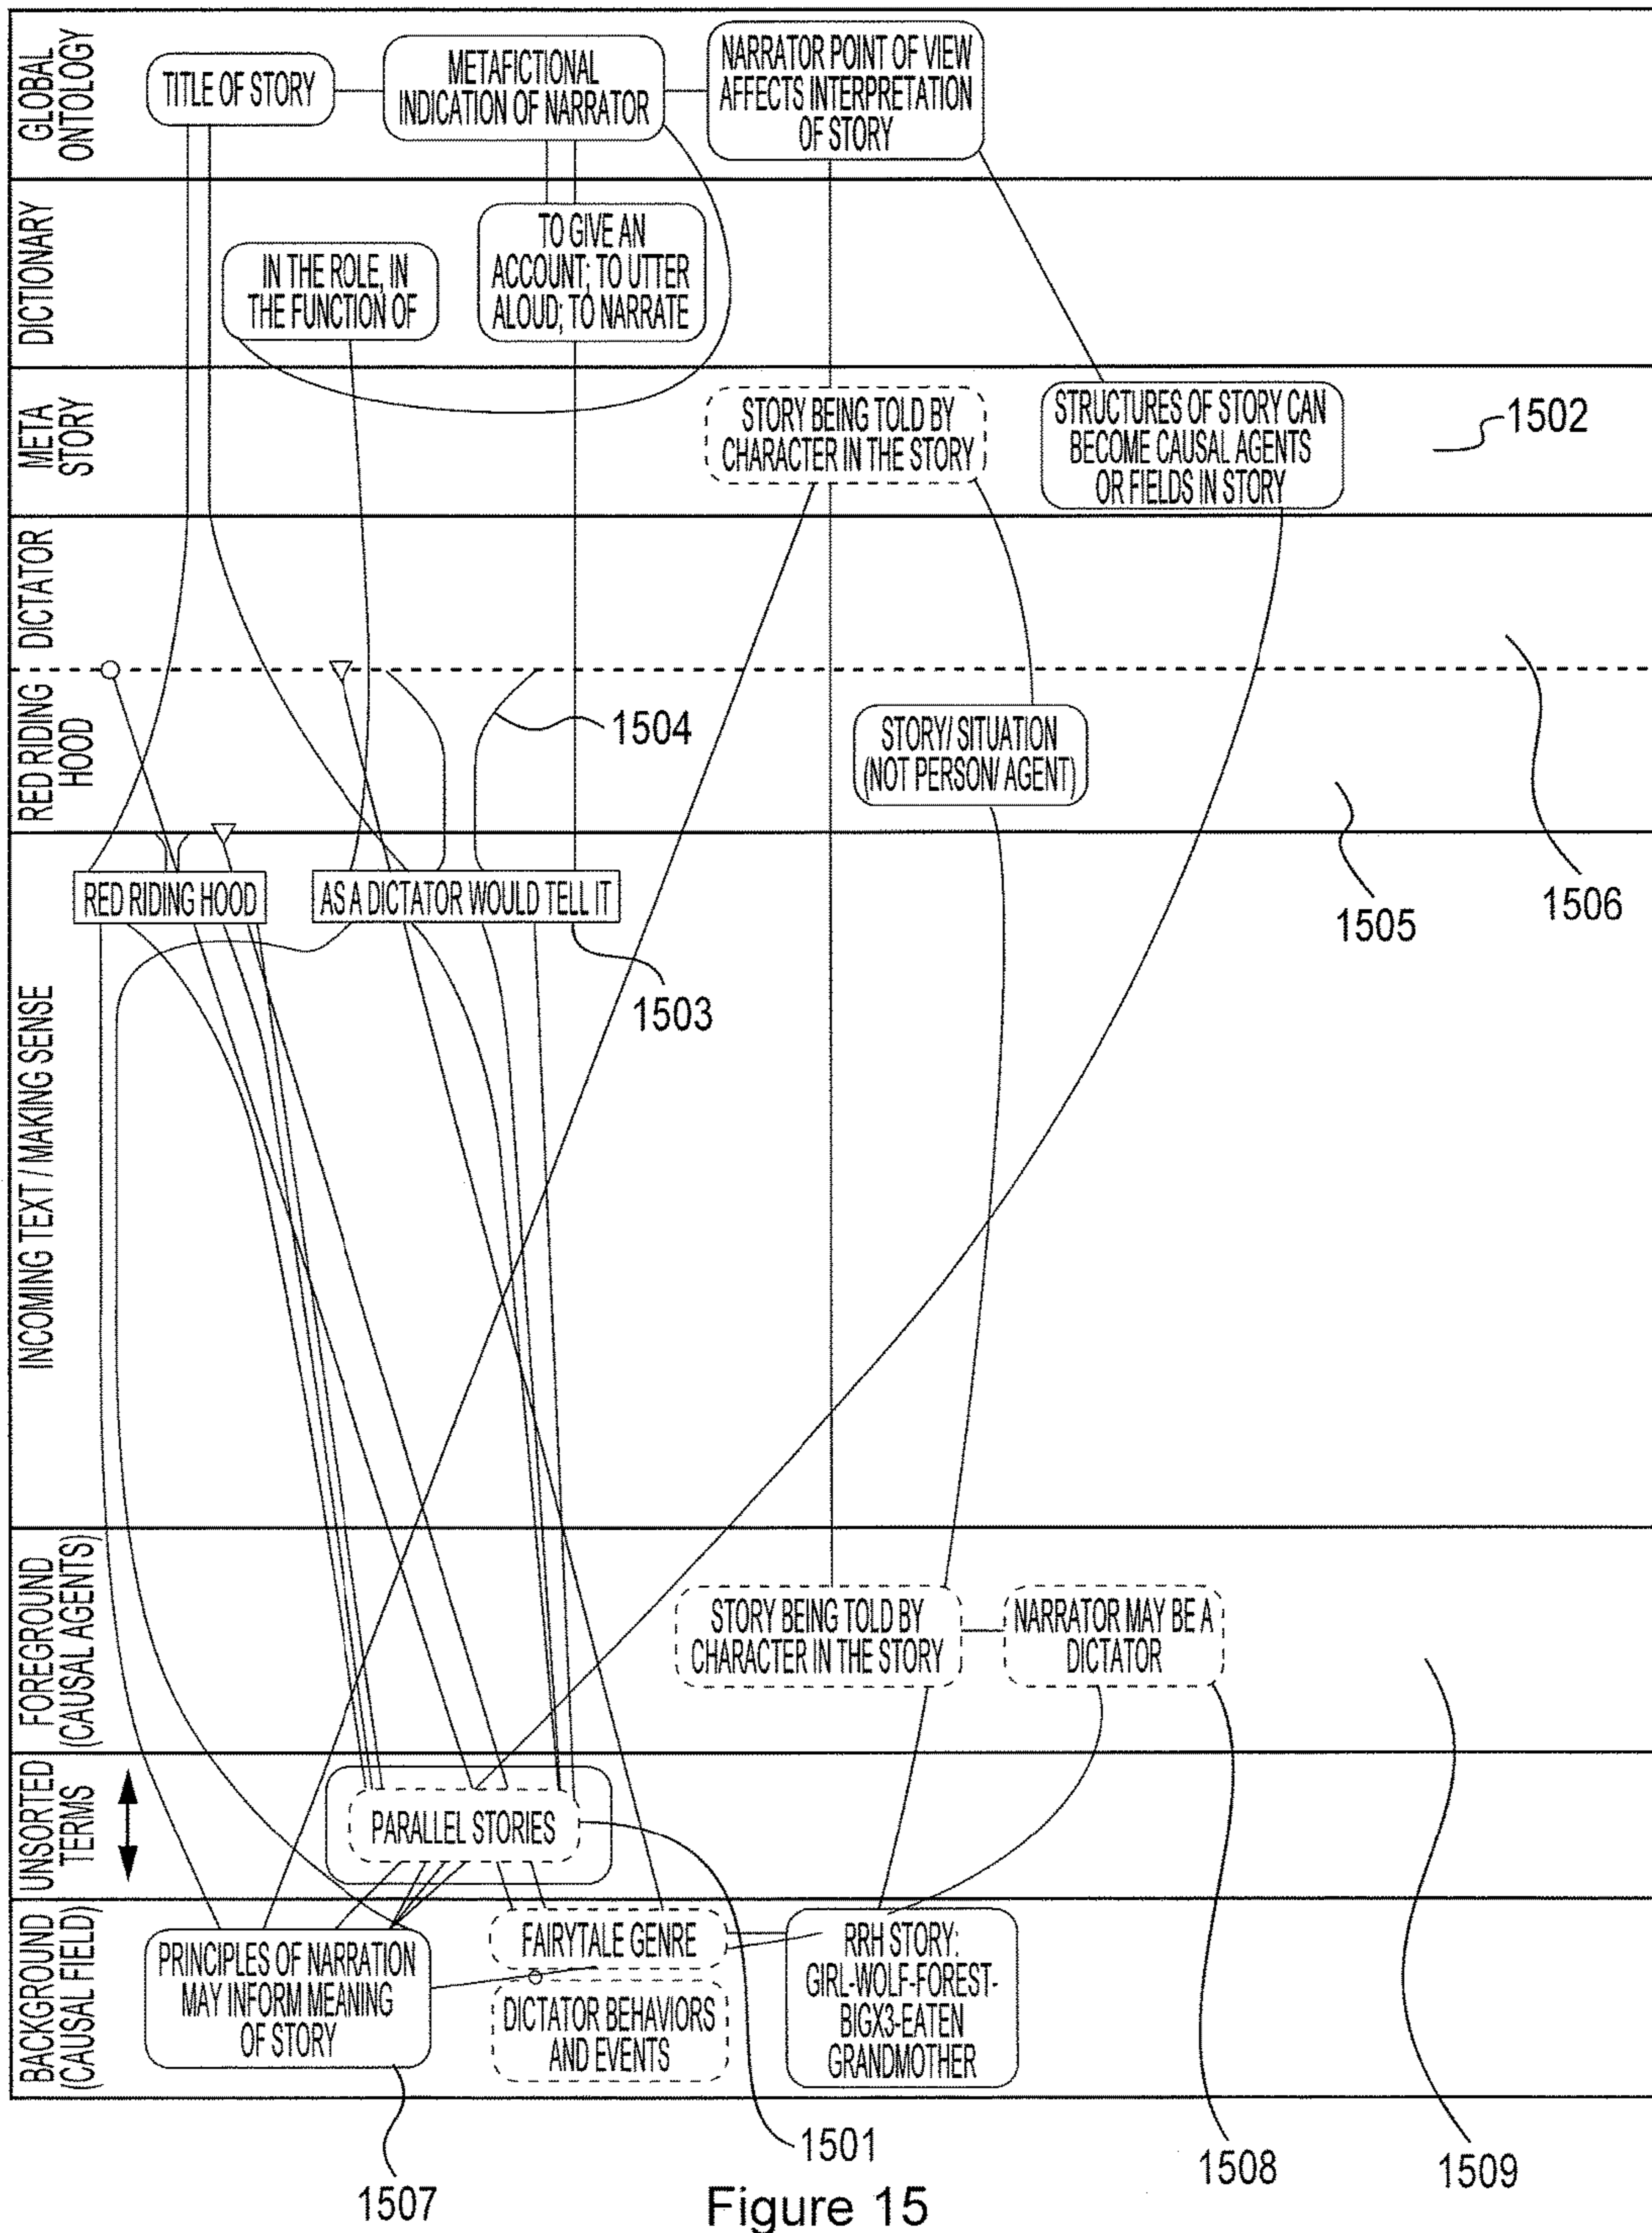 GLOBAL
ONTOLOGY
TITLE OF STORY
METAFICTIONAL
INDICATION OF NARRATOR
NARRATOR POINT OF VIEW
AFFECTS INTERPRETATION
OF STORY
DICTIONARY
IN THE ROLE, IN
THE FUNCTION OF
TO GIVE AN
ACCOUNT; TO UTTER
ALOUD; TO NARRATE
META
STORY
STORY BEING TOLD BY
CHARACTER IN THE STORY
STRUCTURES OF STORY CAN
BECOME CAUSAL AGENTS
OR FIELDS IN STORY
1502
DICTATOR
RED RIDING
HOOD
1504
STORY/ SITUATION
(NOT PERSON/ AGENT)
1506
1505
INCOMING TEXT / MAKING SENSE
RED RIDING HOOD
AS A DICTATOR WOULD TELL IT
1503
FOREGROUND
(CAUSAL AGENTS)
STORY BEING TOLD BY
CHARACTER IN THE STORY
NARRATOR MAY BE A
DICTATOR
UNSORTED
TERMS
PARALLEL STORIES
BACKGROUND
(CAUSAL FIELD)
PRINCIPLES OF NARRATION
MAY INFORM MEANING
OF STORY
FAIRYTALE GENRE
DICTATOR BEHAVIORS
AND EVENTS
RRH STORY:
GIRL-WOLF-FOREST-
BIGX3-EATEN
GRANDMOTHER
1501
1508
1509
1507
Figure 15